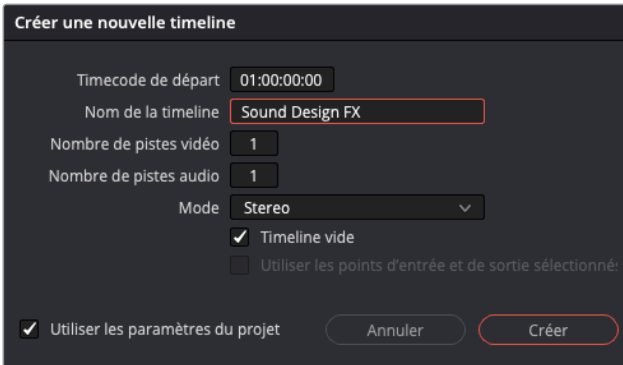 Créer une nouvelle timeline
Timecode de départ 01:00:00:00
Nom de la timeline Sound Design FX
Nombre de pistes vidéo 1
Nombre de pistes audio 1
Mode Stereo
Timeline vide
Utiliser les points d'entrée et de sortie
Utiliser les paramètres du projet Annuler Créer